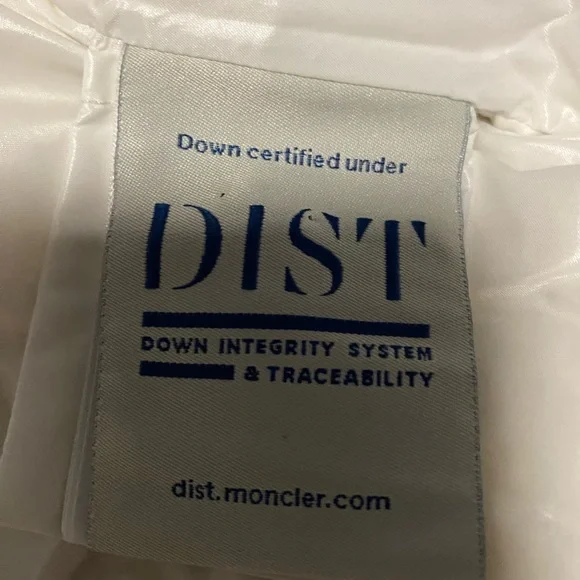 Down certified under
DIST
DOWN INTEGRITY SYSTEM
& TRACEABILITY
dist.moncler.com